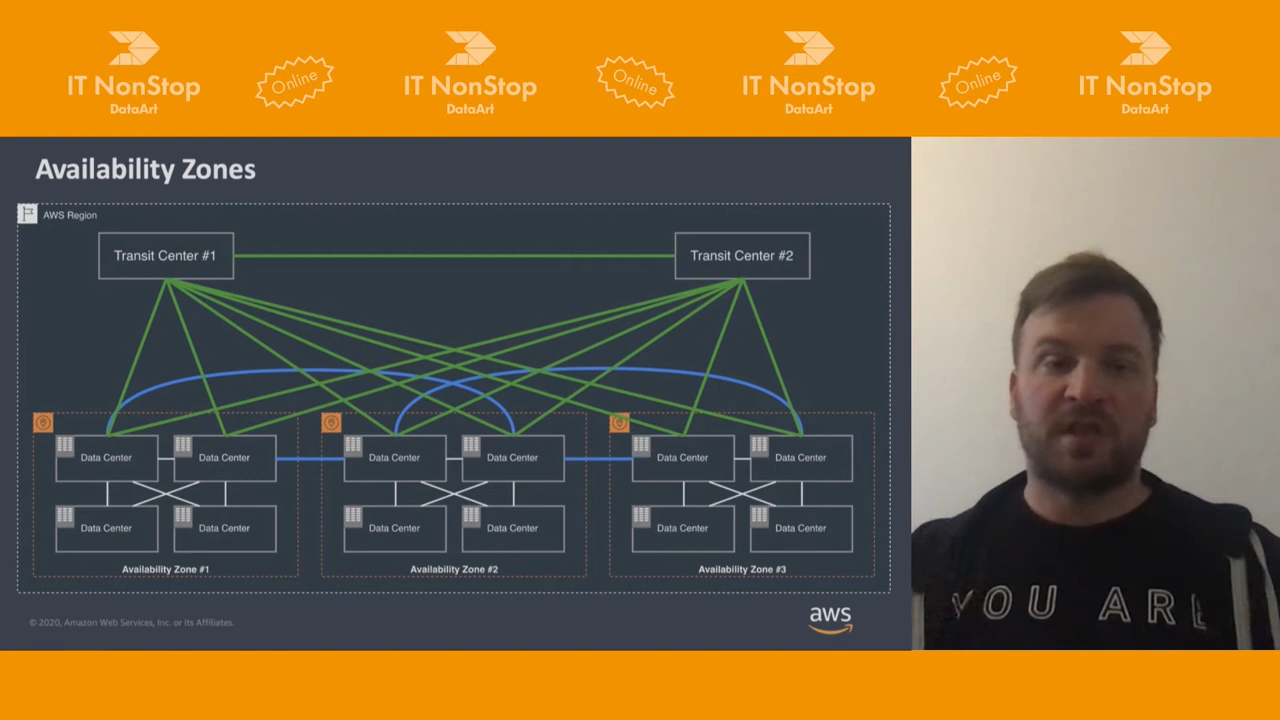 IT NonStop
DataArt
Online
IT NonStop
DataArt
Online
IT NonStop
DataArt
Online
IT NonStop
DataArt
Availability Zones
AWS Region
Transit Center #1
Transit Center #2
Data Center
Data Center
Data Center
Data Center
Data Center
Data Center
Data Center
Data Center
Data Center
Data Center
Data Center
Data Center
Availability Zone #1
Availability Zone #2
Availability Zone #3
© 2020, Amazon Web Services, Inc. or its Affiliates.
aws
YOU ARE